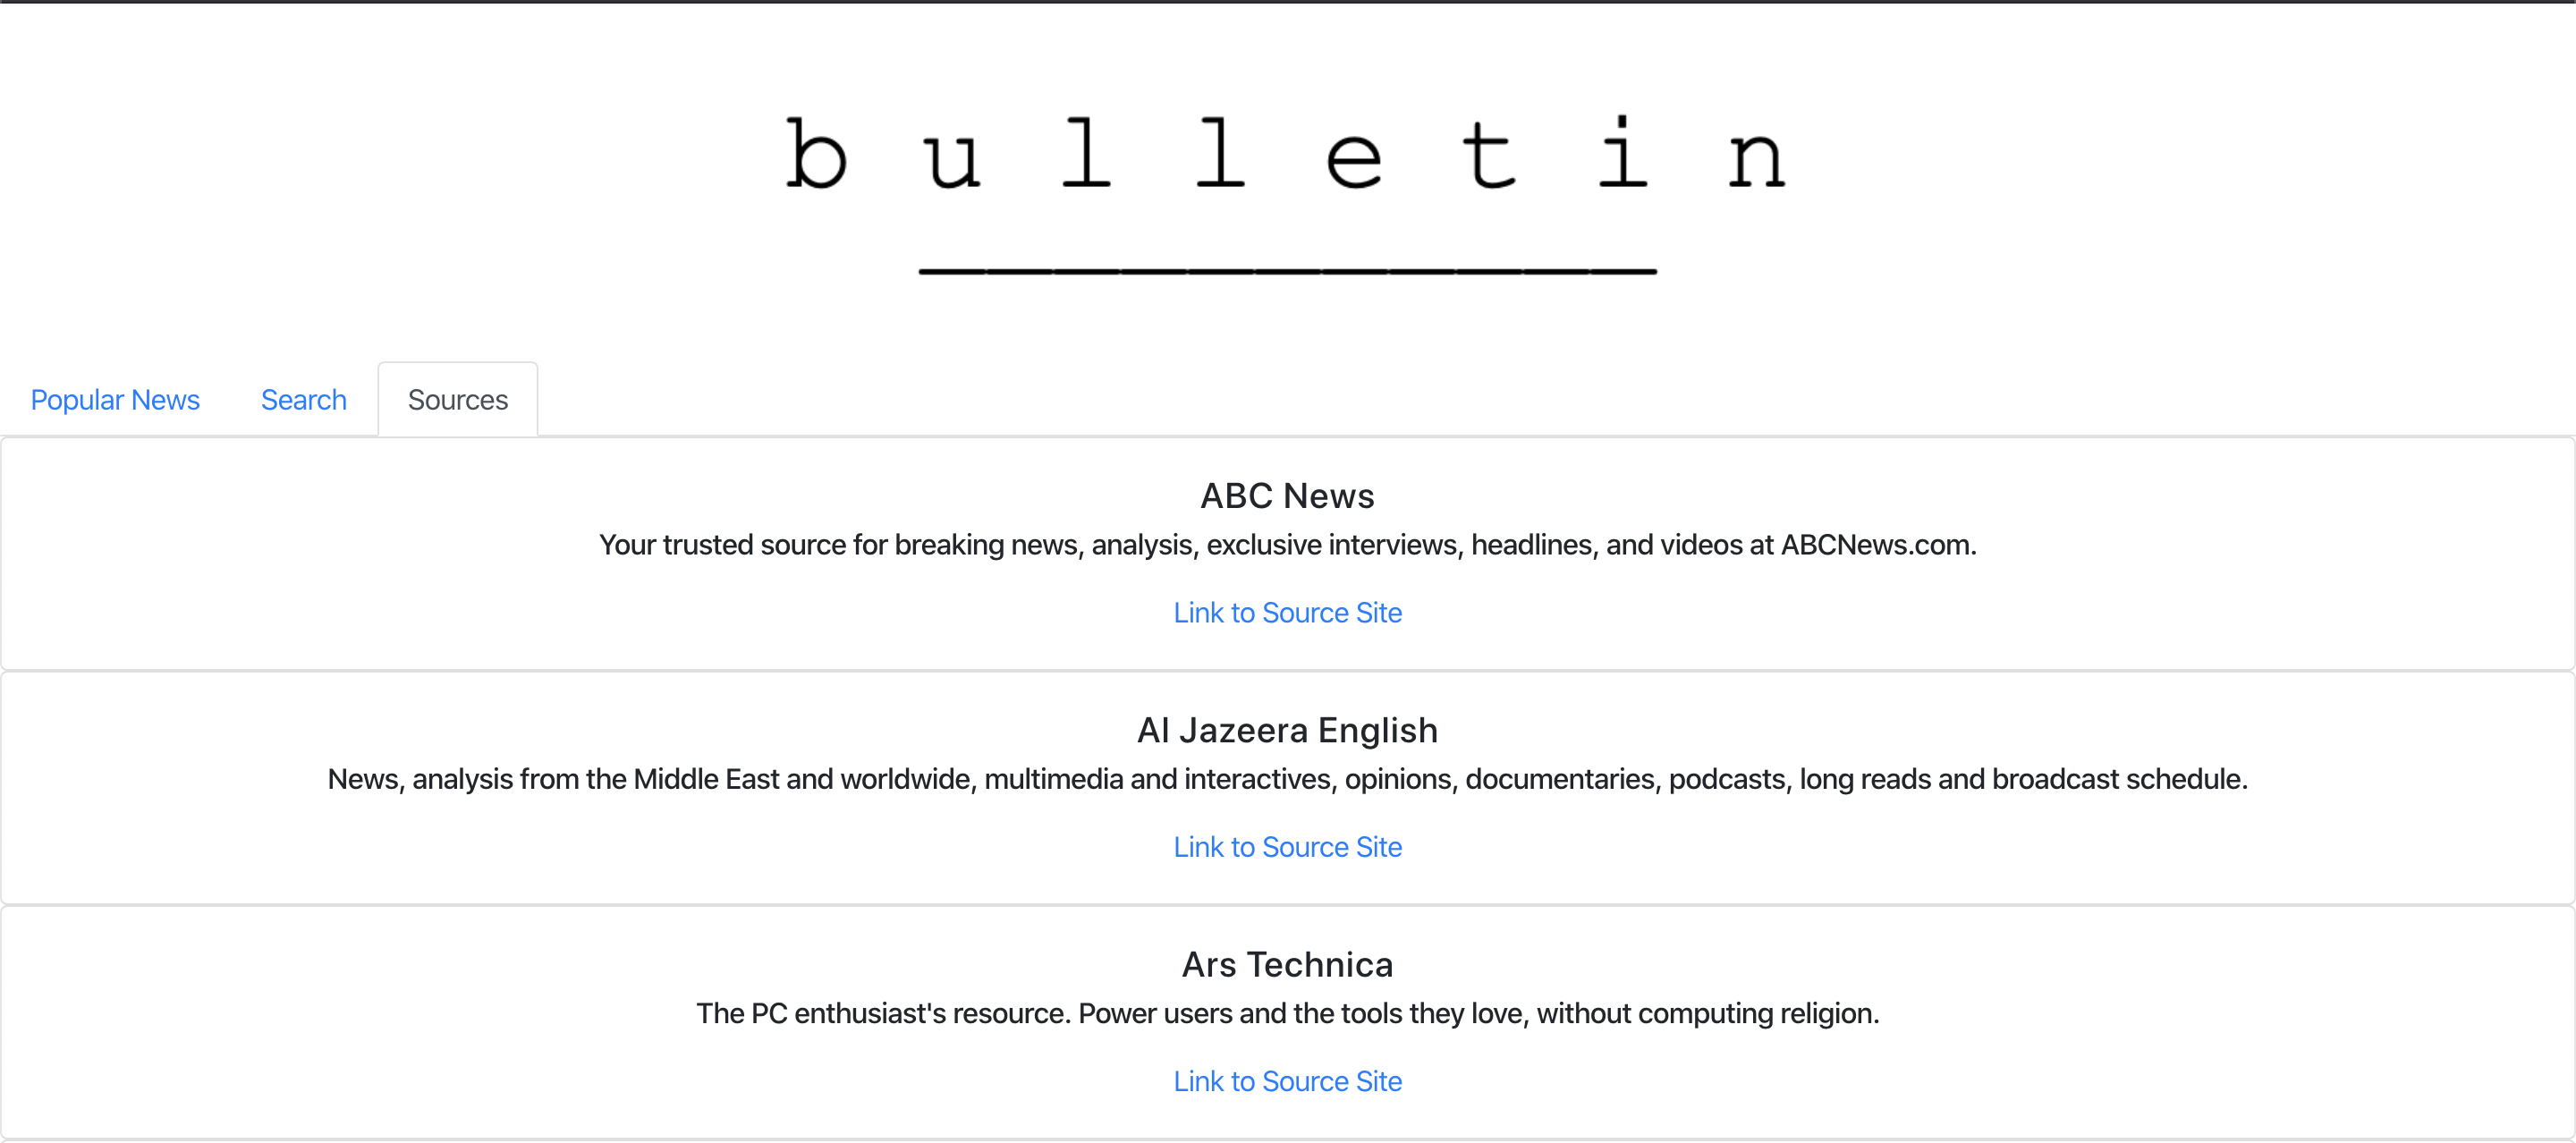 b u l l e t i n
Popular News Search Sources
ABC News
Your trusted source for breaking news, analysis, exclusive interviews, headlines, and videos at ABCNews.com.
Link to Source Site
Al Jazeera English
News, analysis from the Middle East and worldwide, multimedia and interactives, opinions, documentaries, podcasts, long reads and broadcast schedule.
Link to Source Site
Ars Technica
The PC enthusiast's resource. Power users and the tools they love, without computing religion.
Link to Source Site